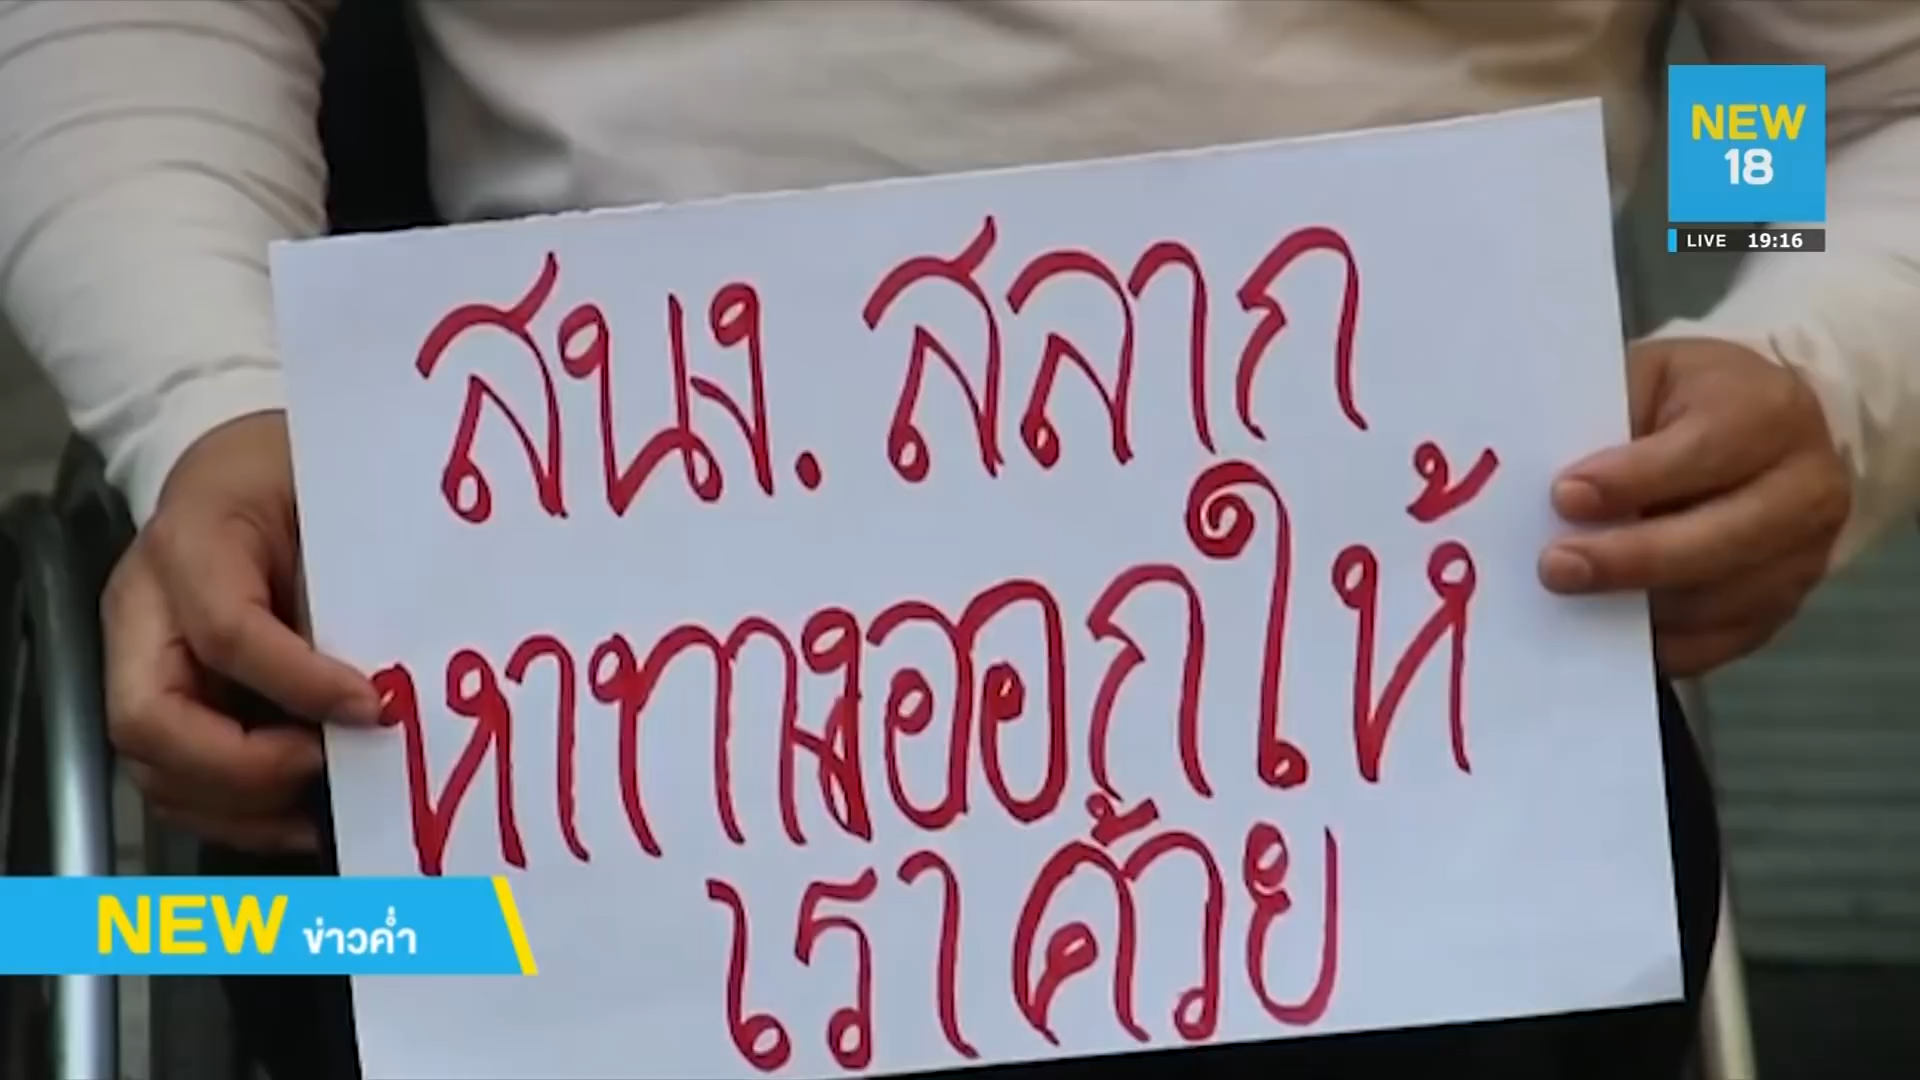 NEW
18
LIVE 19:16
สนง. สลาก
หาทางออกให้
เราด้วย
NEW ข่าวค่ำ